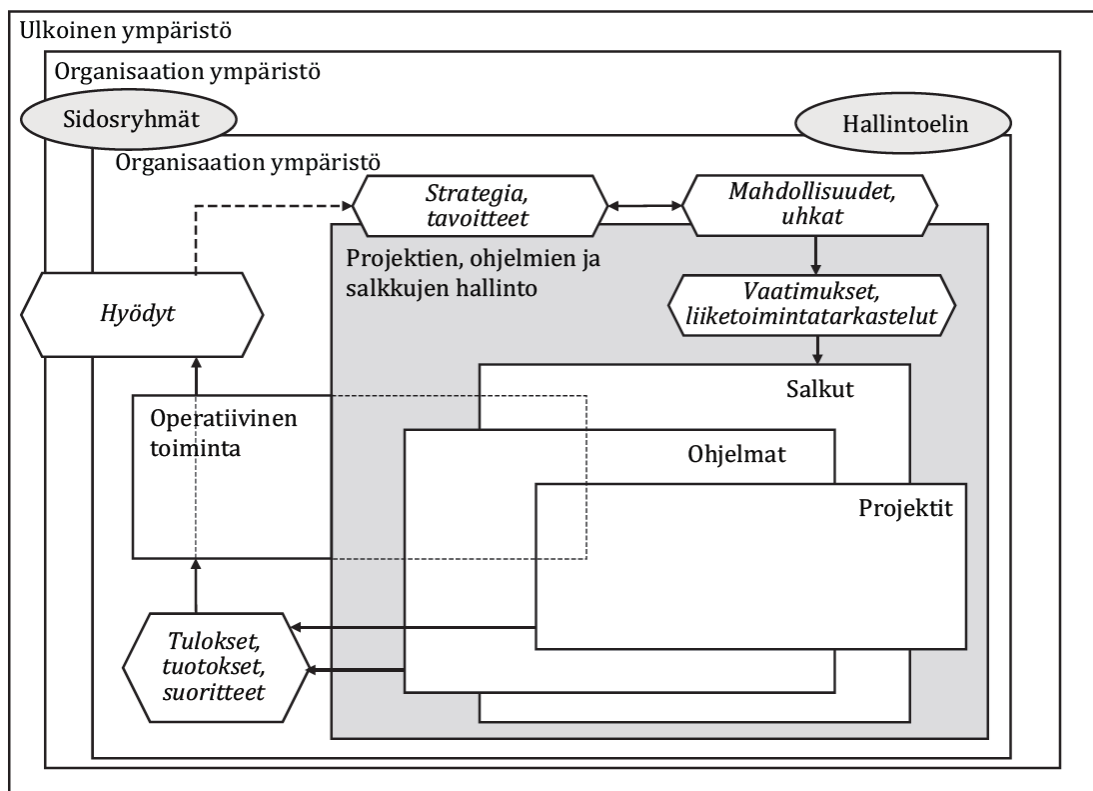 Ulkoinen ympäristö
Organisaation ympäristö
Sidosryhmät
Hallintoelin
Organisaation ympäristö
Strategia,
tavoitteet
Mahdollisuudet,
uhkat
Projektien, ohjelmien ja
salkkujen hallinto
Vaatimukset,
liiketoimintatarkastelut
Hyödyt
Salkut
Operatiivinen
toiminta
Ohjelmat
Projektit
Tulokset,
tuotokset,
suoritteet